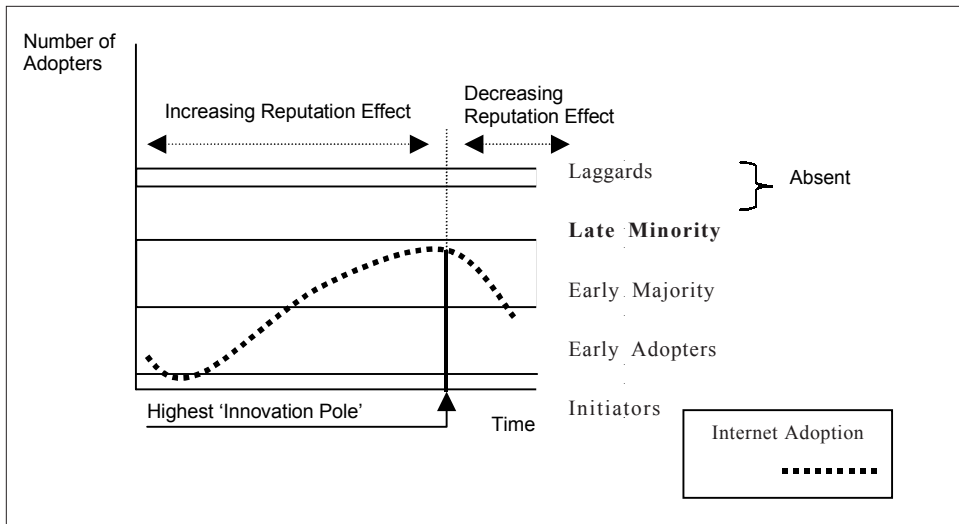 Number of
Adopters
Increasing Reputation Effect
Decreasing
Reputation Effect
Laggards
Absent
Late Minority
Early Majority
Early Adopters
Highest ‘Innovation Pole’
Time
Initiators
Internet Adoption